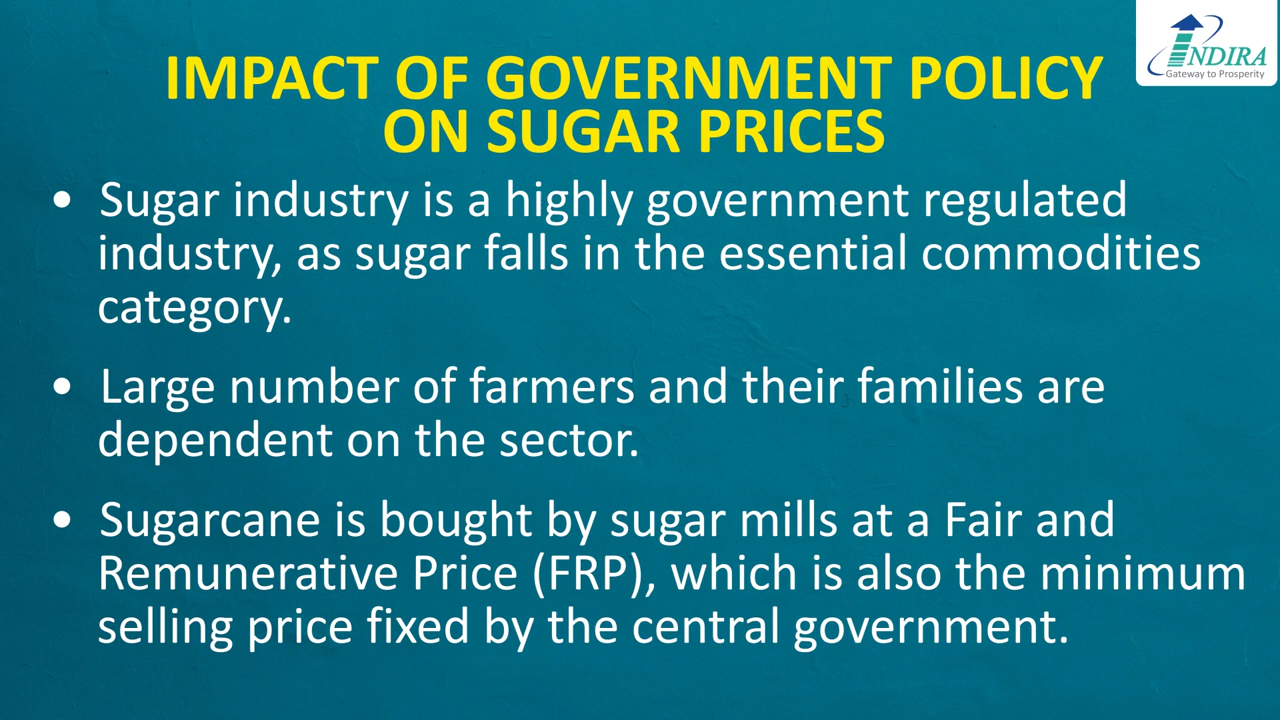 INDIRA
Gateway to Prosperity
IMPACT OF GOVERNMENT POLICY
ON SUGAR PRICES
• Sugar industry is a highly government regulated
industry, as sugar falls in the essential commodities
category.
• Large number of farmers and their families are
dependent on the sector.
• Sugarcane is bought by sugar mills at a Fair and
Remunerative Price (FRP), which is also the minimum
selling price fixed by the central government.